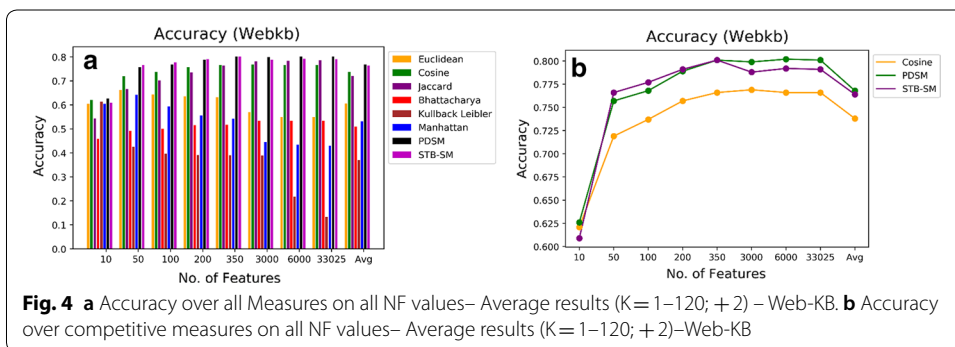 Accuracy (Webkb)
a
0.8
0.7
0.6
0.5
0.4
0.3
0.2
0.1
0.0
Accuracy
10 50 100 200 350 3000 6000 33025 Avg
No. of Features
Euclidean
Cosine
Jaccard
Bhattacharya
Kullback Leibler
Manhattan
PDSM
STB-SM
Accuracy (Webkb)
b
0.800
0.775
0.750
0.725
0.700
0.675
0.650
0.625
0.600
Accuracy
10 50 100 200 350 3000 6000 33025 Avg
No. of Features
Cosine
PDSM
STB-SM
Fig. 4 a Accuracy over all Measures on all NF values– Average results (K = 1–120; + 2) – Web-KB. b Accuracy
over competitive measures on all NF values– Average results (K = 1–120; + 2)–Web-KB